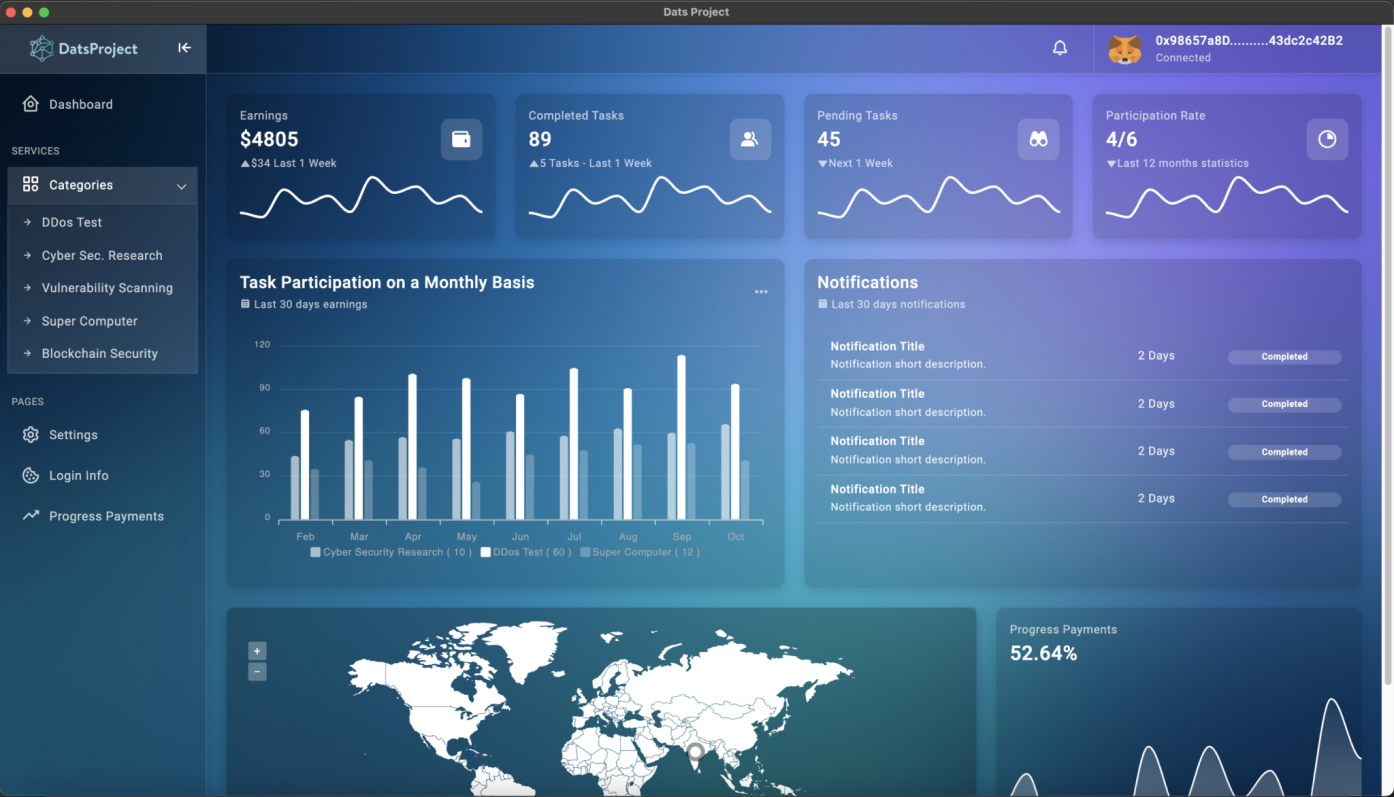 Dats Project
DatsProject
0x98657a8D..........43dc2c42B2
Connected
Dashboard
SERVICES
Categories
DDos Test
Cyber Sec. Research
Vulnerability Scanning
Super Computer
Blockchain Security
PAGES
Settings
Login Info
Progress Payments
Earnings
$4805
▲$34 Last 1 Week
Completed Tasks
89
▲5 Tasks - Last 1 Week
Pending Tasks
45
▼Next 1 Week
Participation Rate
4/6
▼Last 12 months statistics
Task Participation on a Monthly Basis
Last 30 days earnings
120
90
60
30
0
Feb Mar Apr May Jun Jul Aug Sep Oct
Cyber Security Research ( 10 ) DDos Test ( 60 ) Super Computer ( 12 )
Notifications
Last 30 days notifications
Notification Title
Notification short description.
2 Days
Completed
Notification Title
Notification short description.
2 Days
Completed
Notification Title
Notification short description.
2 Days
Completed
Notification Title
Notification short description.
2 Days
Completed
+
-
Progress Payments
52.64%